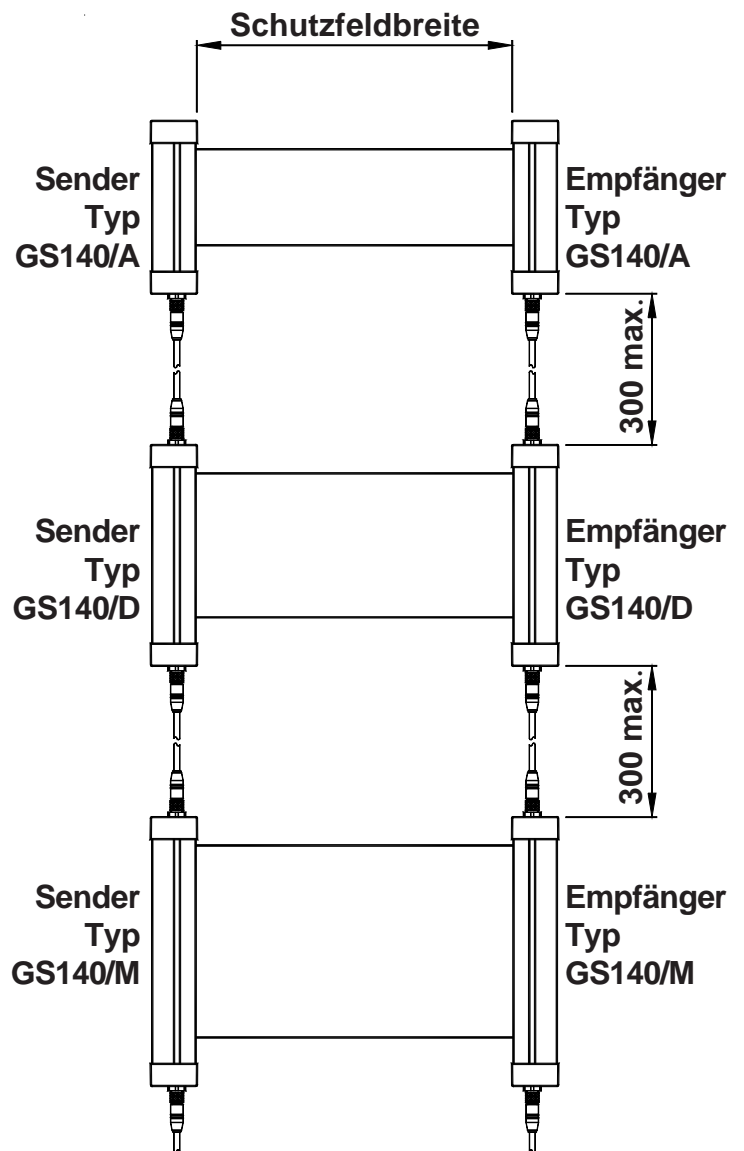 Schutzfeldbreite
Sender
Typ
GS140/A
Empfänger
Typ
GS140/A
300 max.
Sender
Typ
GS140/D
Empfänger
Typ
GS140/D
300 max.
Sender
Typ
GS140/M
Empfänger
Typ
GS140/M